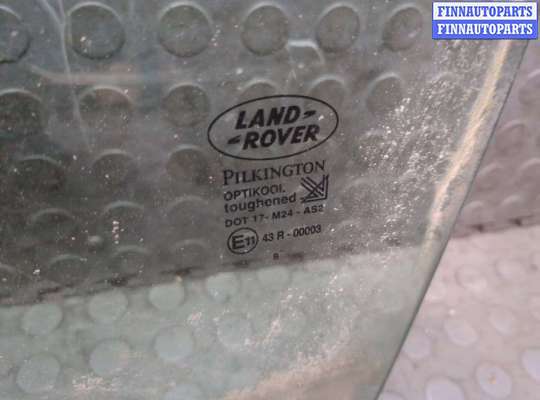 FINNAUTOPARTS
FINNAUTOPARTS
LAND-
-ROVER
PILKINGTON
OPTIKOOL
toughened
DOT 17- M24 - AS2
E11 43 R - 00003